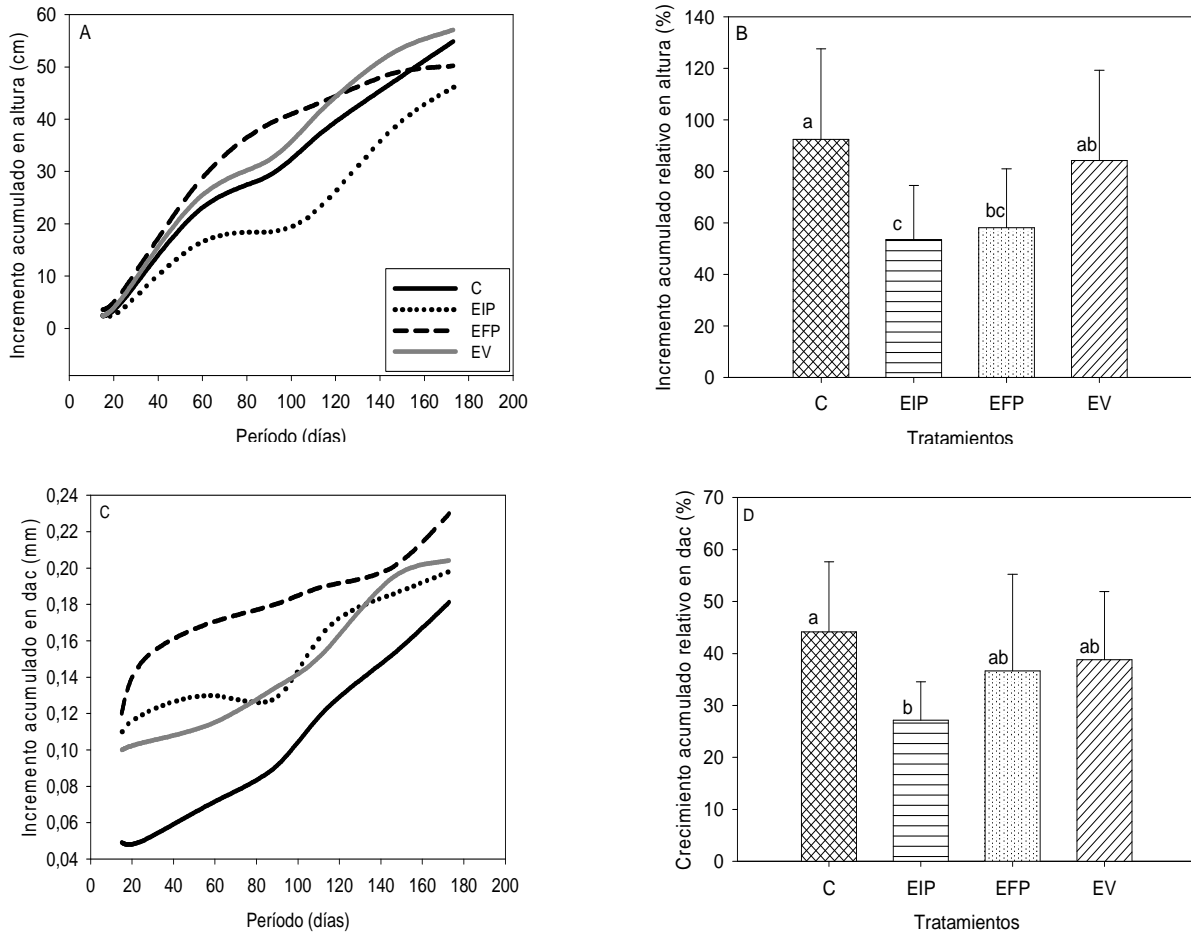 A
Incremento acumulado en altura (cm)
60
50
40
30
20
10
0
C
EIP
EFP
EV
0 20 40 60 80 100 120 140 160 180 200
Período (días)
B
Incremento acumulado relativo en altura (%)
140
120
100
80
60
40
20
0
a
c
bc
ab
C EIP EFP EV
Tratamientos
C
Incremento acumulado en dac (mm)
0,24
0,22
0,20
0,18
0,16
0,14
0,12
0,10
0,08
0,06
0,04
0 20 40 60 80 100 120 140 160 180 200
Período (días)
D
Crecimiento acumulado relativo en dac (%)
70
60
50
40
30
20
10
0
a
b
ab
ab
C EIP EFP EV
Tratamientos